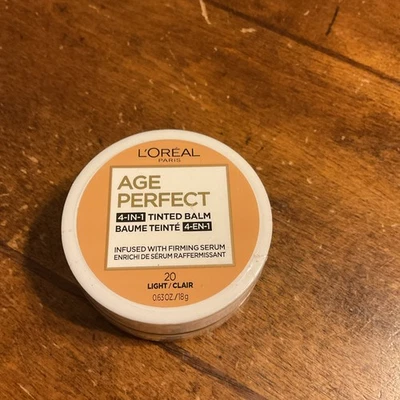 L'ORÉAL
PARIS
AGE
PERFECT
4-IN-1 TINTED BALM
BAUME TEINTÉ 4-EN-1
INFUSED WITH FIRMING SERUM
ENRICHI DE SÉRUM RAFFERMISSANT
20
LIGHT / CLAIR
0.63 OZ / 18g